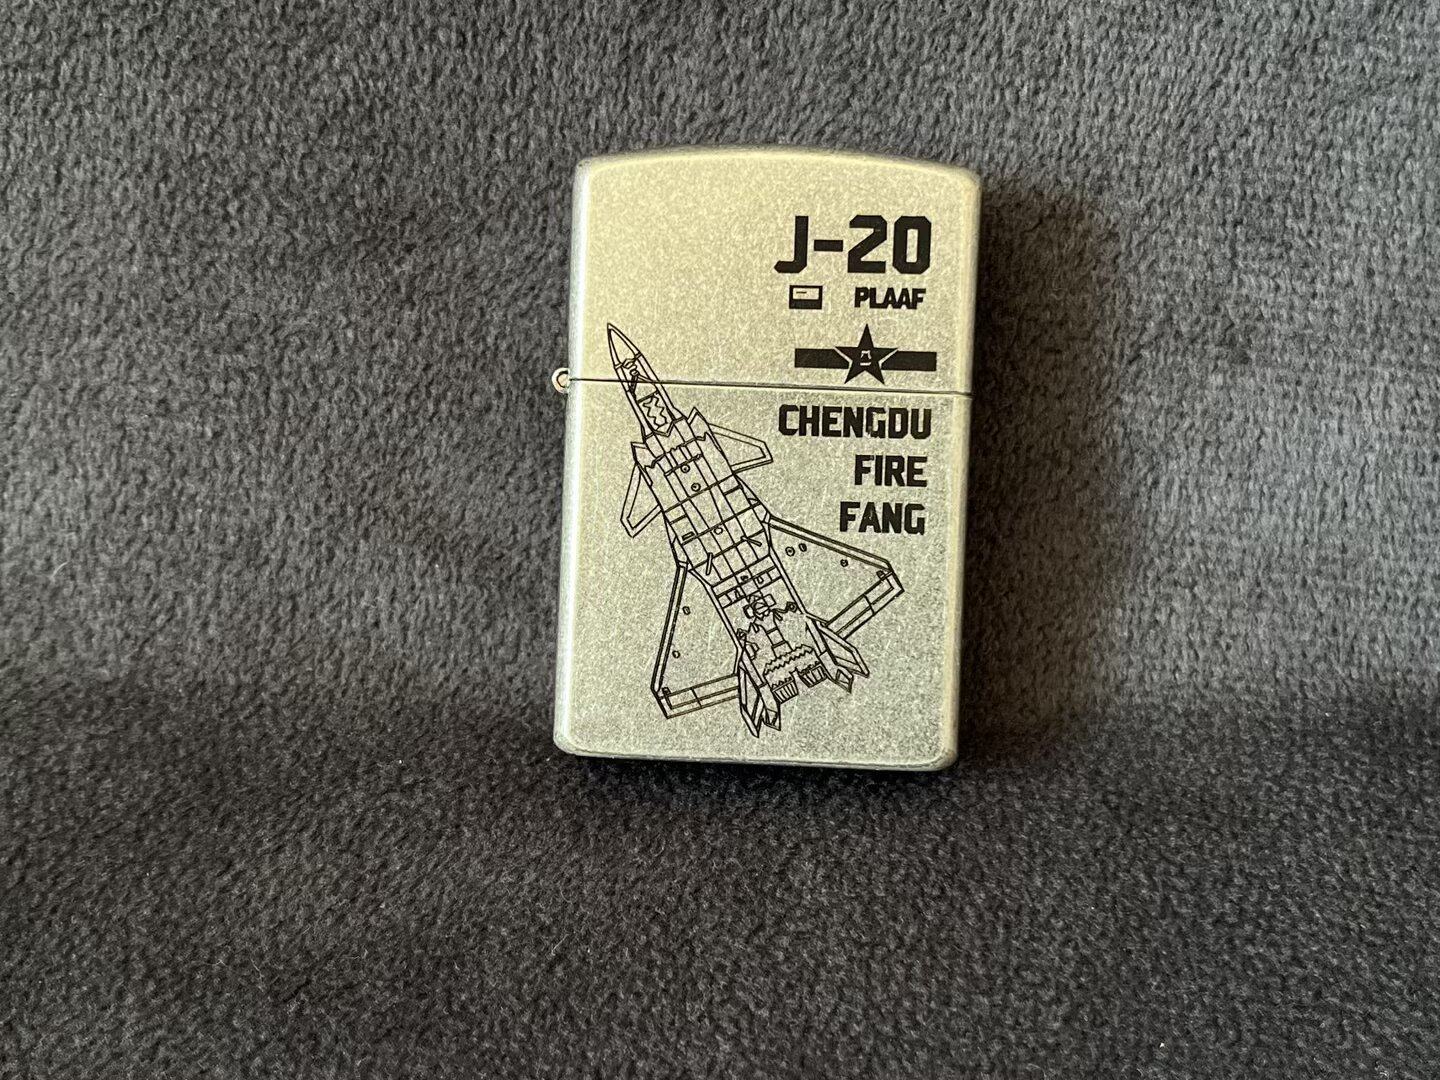 J-20
PLAAF
CHENGDU
FIRE
FANG